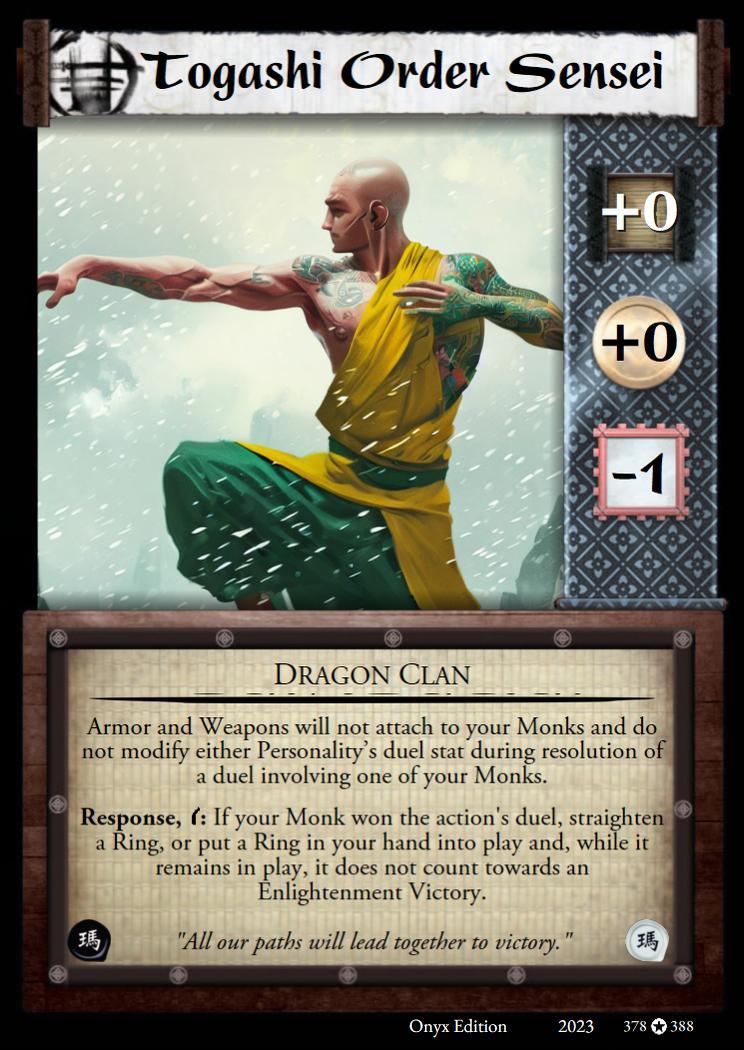 Togashi Order Sensei
+0
+0
-1
DRAGON CLAN
Armor and Weapons will not attach to your Monks and do
not modify either Personality's duel stat during resolution of
a duel involving one of your Monks.
Response, : If your Monk won the action's duel, straighten
a Ring, or put a Ring in your hand into play and, while it
remains in play, it does not count towards an
Enlightenment Victory.
瑪 "All our paths will lead together to victory." 瑪
Onyx Edition 2023 378 388